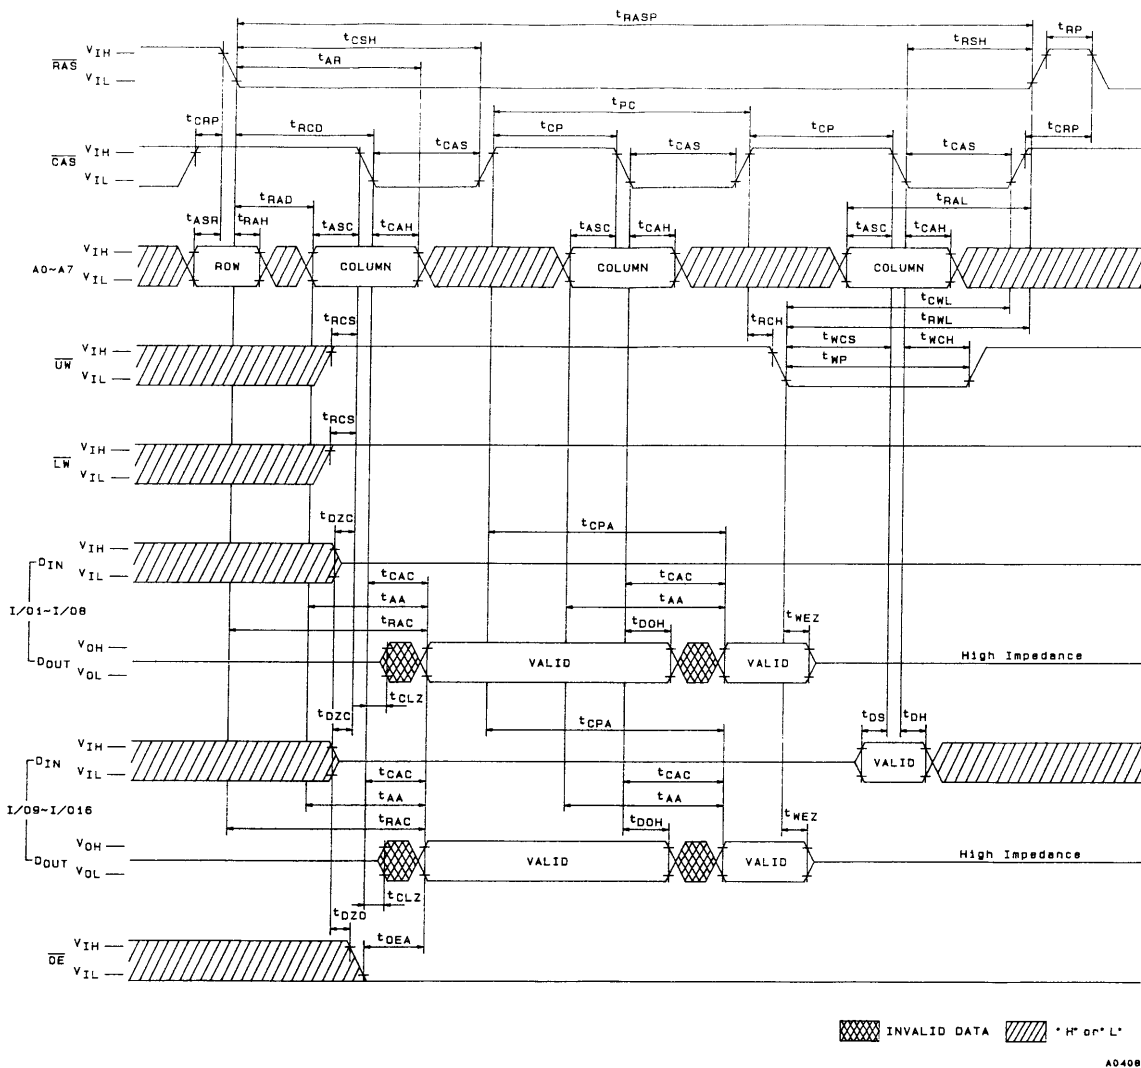 tRASP
tCSH
tRSH
tRP
tAR
VIH
RAS
VIL
tPC
tCRP
tRCD
tCP
tCP
tCRP
tCAS
tCAS
tCAS
VIH
CAS
VIL
tRAD
tRAL
tASR
tRAH
tASC
tCAH
tASC
tCAH
tASC
tCAH
VIH
A0~A7
VIL
ROW
COLUMN
COLUMN
COLUMN
tCWL
tRCS
tRCH
tRWL
tWCS
tWCH
VIH
UW
VIL
tWP
tRCS
VIH
LW
VIL
tDZC
tCPA
VIH
DIN
VIL
tCAC
tCAC
I/O1~I/O8
tAA
tAA
tRAC
tDOH
tWEZ
VOH
DOUT
VOL
VALID
VALID
High Impedance
tCLZ
tDZC
tCPA
tDS
tDH
VIH
DIN
VIL
VALID
tCAC
tCAC
I/O9~I/O16
tAA
tAA
tRAC
tDOH
tWEZ
VOH
DOUT
VOL
VALID
VALID
High Impedance
tCLZ
tDZO
tOEA
VIH
OE
VIL
INVALID DATA
"H" or "L"
A0408